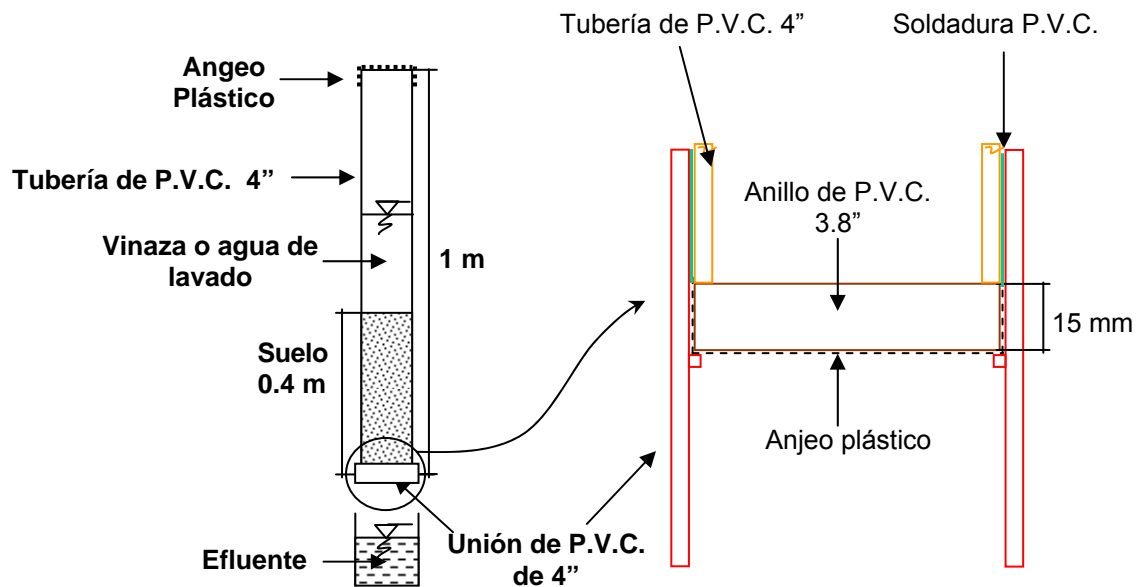 Angeo
Plástico
Tubería de P.V.C. 4”
Vinaza o agua de
lavado
1 m
Suelo
0.4 m
Efluente
Unión de P.V.C.
de 4”
Tubería de P.V.C. 4”
Soldadura P.V.C.
Anillo de P.V.C.
3.8”
15 mm
Anjeo plástico